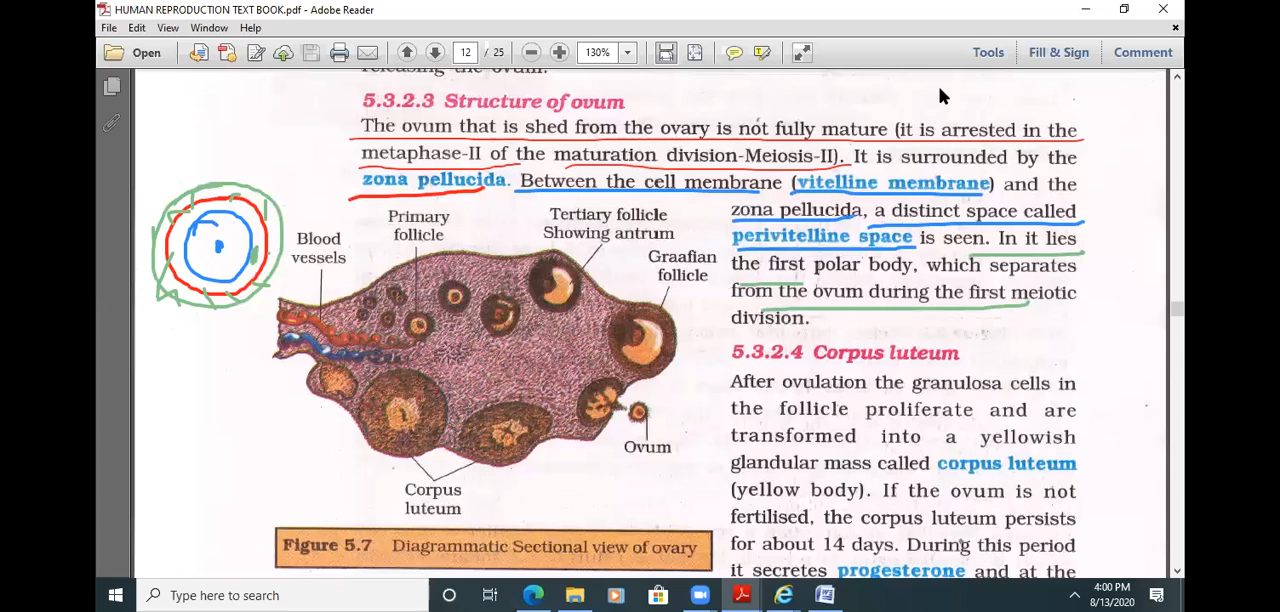 HUMAN REPRODUCTION TEXT BOOK.pdf - Adobe Reader
File Edit View Window Help
Open 12 / 25 130% Tools Fill & Sign Comment
releasing the ovum.
5.3.2.3 Structure of ovum
The ovum that is shed from the ovary is not fully mature (it is arrested in the
metaphase-II of the maturation division-Meiosis-II). It is surrounded by the
zona pellucida. Between the cell membrane (vitelline membrane) and the
zona pellucida, a distinct space called
perivitelline space is seen. In it lies
the first polar body, which separates
from the ovum during the first meiotic
division.
Blood
vessels
Primary
follicle
Tertiary follicle
Showing antrum
Graafian
follicle
Ovum
Corpus
luteum
Figure 5.7 Diagrammatic Sectional view of ovary
5.3.2.4 Corpus luteum
After ovulation the granulosa cells in
the follicle proliferate and are
transformed into a yellowish
glandular mass called corpus luteum
(yellow body). If the ovum is not
fertilised, the corpus luteum persists
for about 14 days. During this period
it secretes progesterone and at the
Type here to search
4:00 PM
8/13/2020